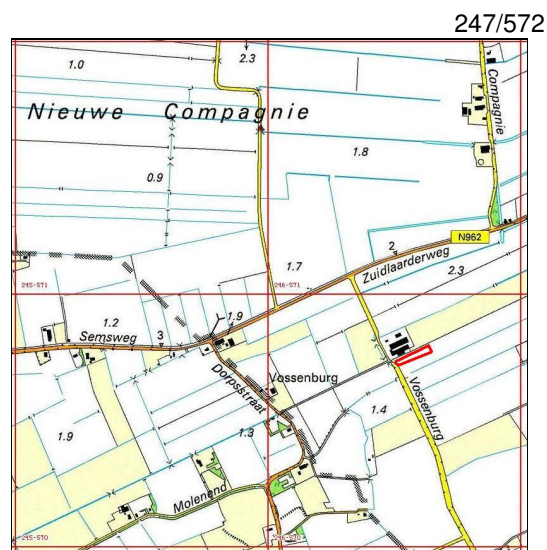 247/572
1.0
2.3
Compagnie
Nieuwe Compagnie
1.8
0.9
N962
2
Zuidlaarderweg
1.7
2.3
245-571
246-571
1.2
1.9
3
Semsweg
Dorpsstraat
Vossenburg
Vossenburg
1.4
1.9
1.3
Molenend
245-570
246-570